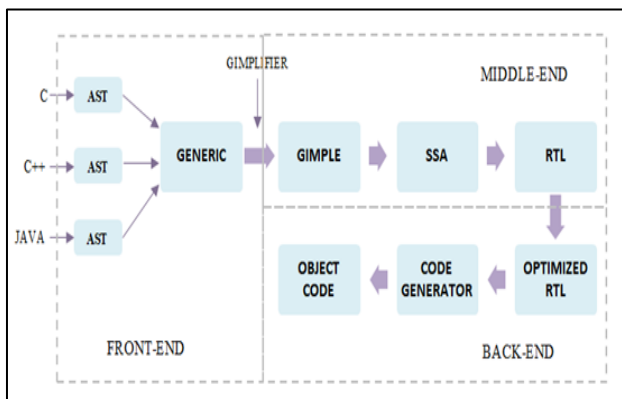 GIMPLIFIER
MIDDLE-END
C
AST
C++
AST
JAVA
AST
GENERIC
GIMPLE
SSA
RTL
OBJECT
CODE
CODE
GENERATOR
OPTIMIZED
RTL
FRONT-END
BACK-END